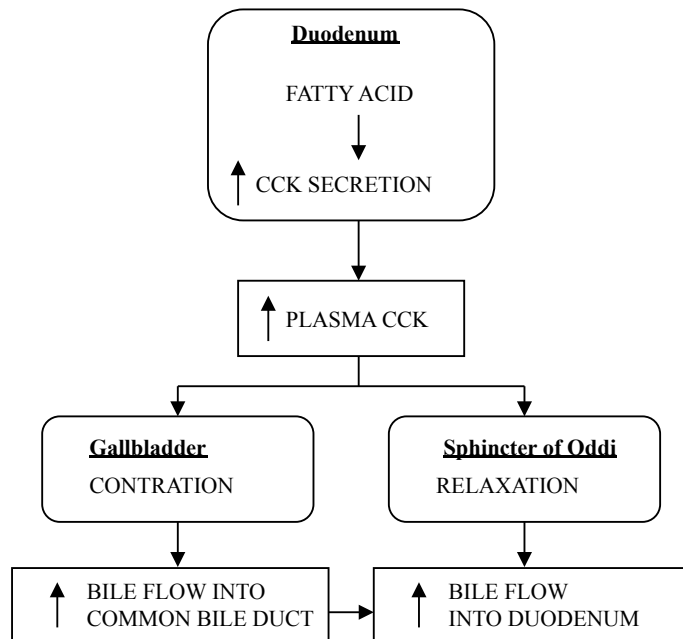 Duodenum
FATTY ACID
CCK SECRETION
PLASMA CCK
Gallbladder
CONTRATION
Sphincter of Oddi
RELAXATION
BILE FLOW INTO
COMMON BILE DUCT
BILE FLOW
INTO DUODENUM